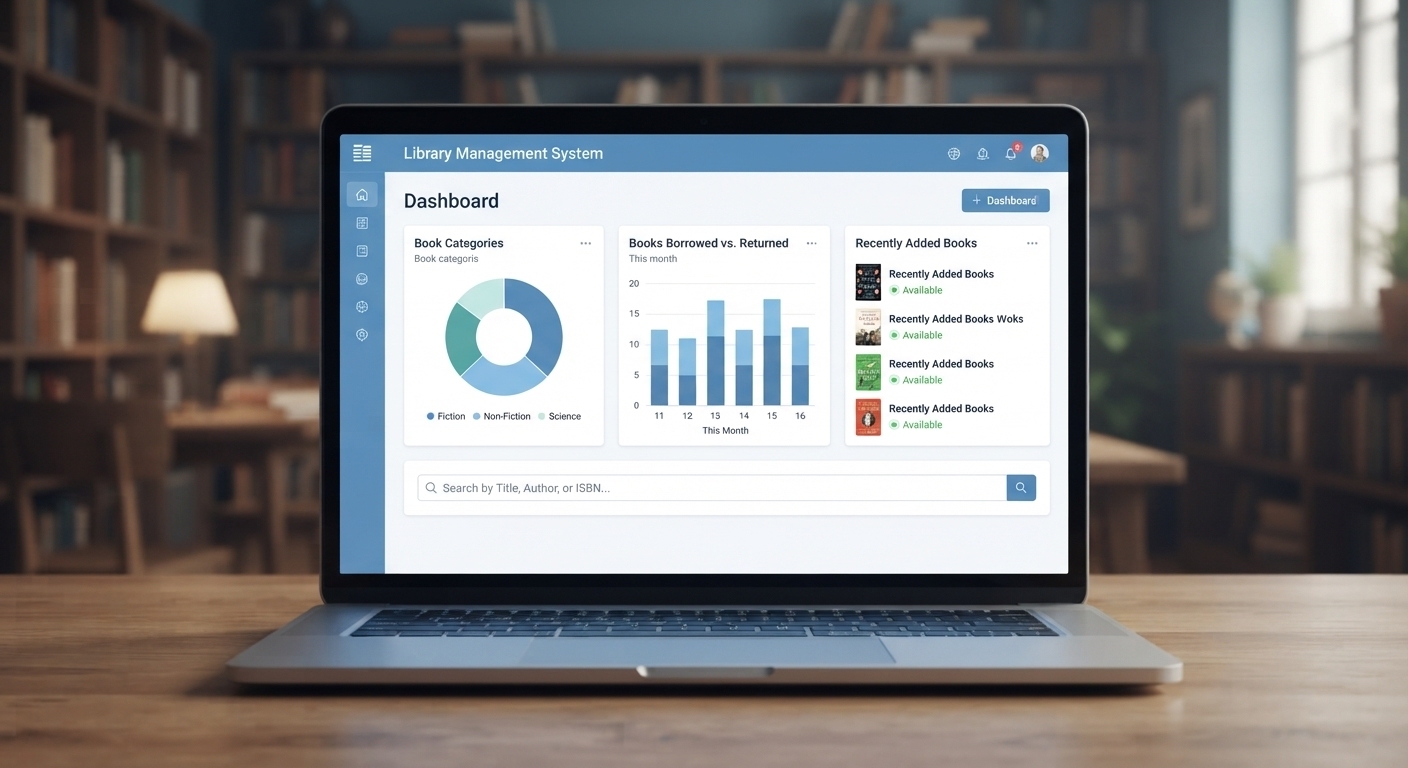 Library Management System
Dashboard
+ Dashboard
Book Categories
Book categoris
Fiction
Non-Fiction
Science
Books Borrowed vs. Returned
This month
20
15
10
5
0
11
12
13
14
15
16
This Month
Recently Added Books
Recently Added Books
Available
Recently Added Books Woks
Available
Recently Added Books
Available
Recently Added Books
Available
Search by Title, Author, or ISBN...